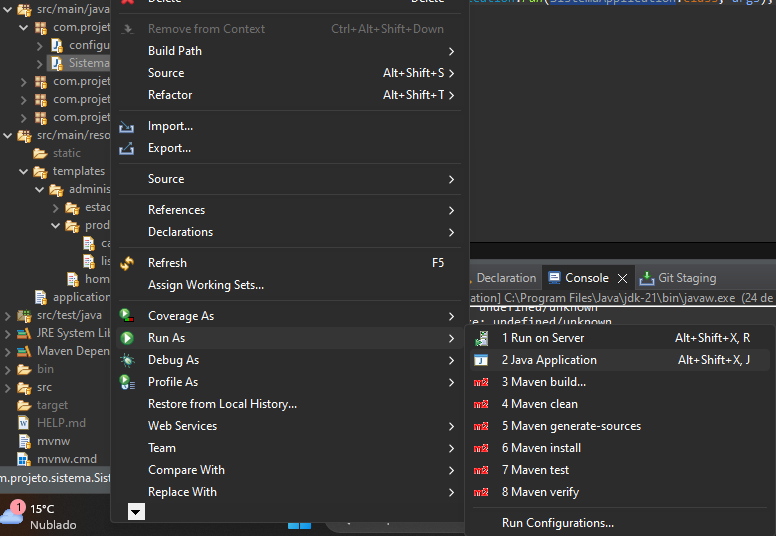 Delete Delete
Remove from Context Ctrl+Alt+Shift+Down
Build Path
Source Alt+Shift+S
Refactor Alt+Shift+T
Import...
Export...
Source
References
Declarations
Refresh F5
Assign Working Sets...
Coverage As
Run As
Debug As
Profile As
Restore from Local History...
Web Services
Team
Compare With
Replace With
src/main/java
com.projet
configu
Sistema
com.projet
com.projet
com.projet
src/main/reso
static
templates
adminis
estac
prod
ca
lis
hom
application
src/test/java
JRE System Lib
Maven Depen
bin
src
target
HELP.md
mvnw
mvnw.cmd
m.projeto.sistema.Sist
15°C
Nublado
1
ication.run(SistemaApplication.class, args);
Declaration Console Git Staging
ation] C:\Program Files\Java\jdk-21\bin\javaw.exe (24 de
undefined/unknown
e: undefined/unknown
1 Run on Server Alt+Shift+X, R
2 Java Application Alt+Shift+X, J
3 Maven build...
4 Maven clean
5 Maven generate-sources
6 Maven install
7 Maven test
8 Maven verify
Run Configurations...